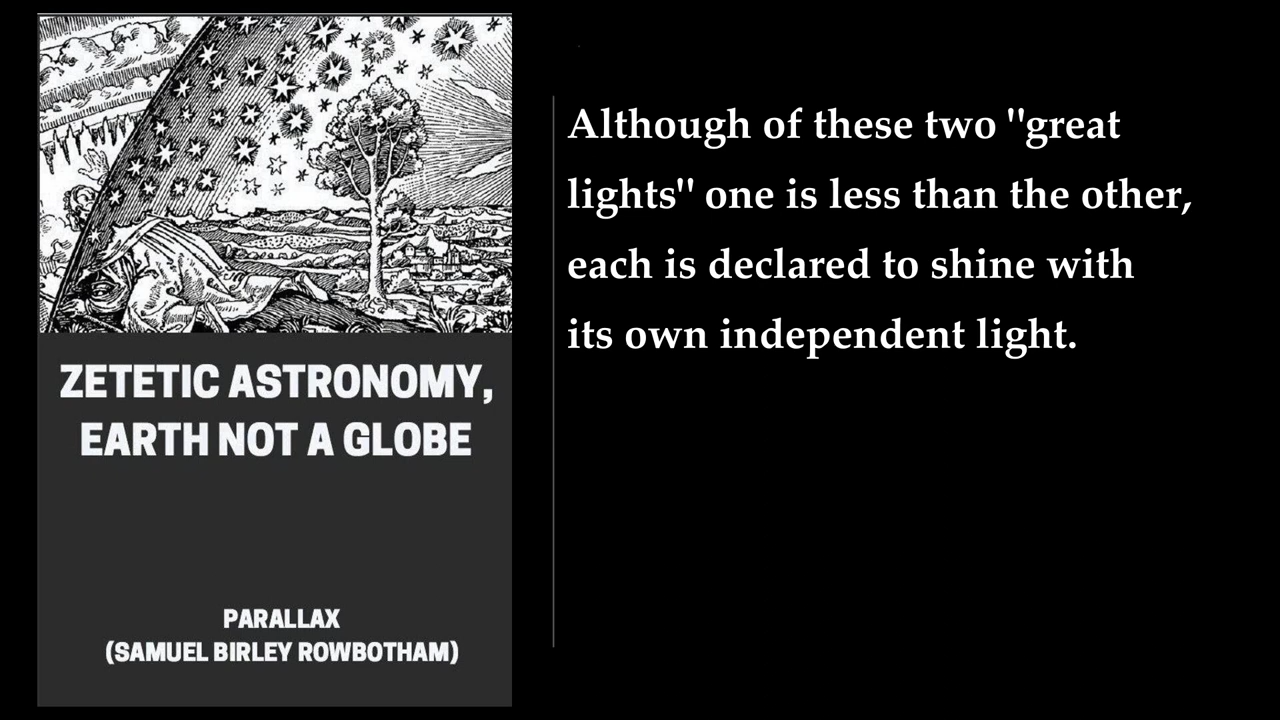 ZETETIC ASTRONOMY,
EARTH NOT A GLOBE
PARALLAX
(SAMUEL BIRLEY ROWBOTHAM)
Although of these two "great
lights" one is less than the other,
each is declared to shine with
its own independent light.